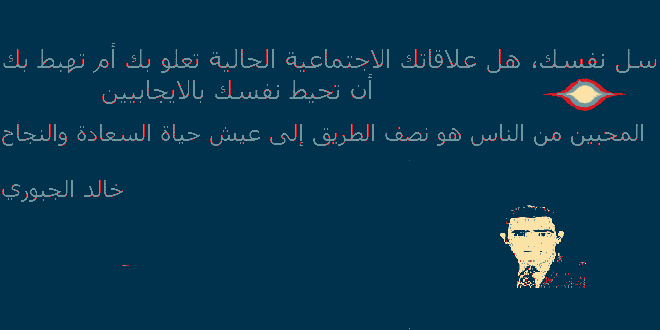 سل نفسك، هل علاقاتك الاجتماعية الحالية تعلو بك أم تهبط بك
أن تحيط نفسك بالايجابيين
المحبين من الناس هو نصف الطريق إلى عيش حياة السعادة والنجاح
خالد الجبوري